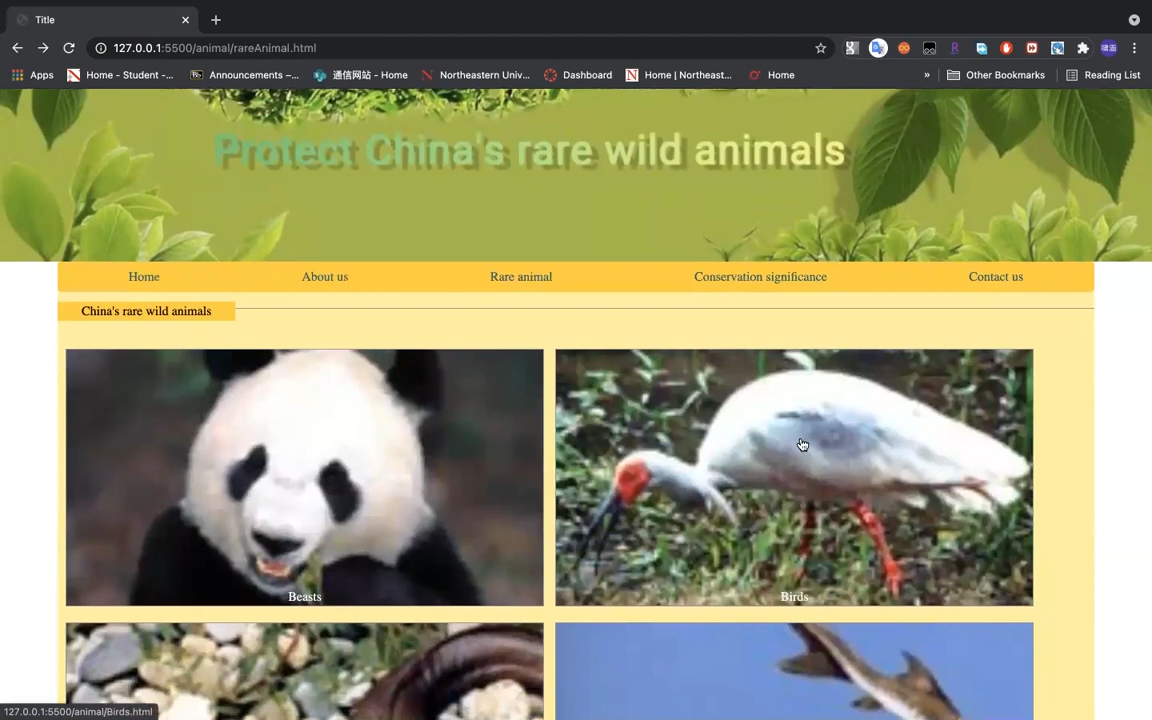 Title
127.0.0.1:5500/animal/rareAnimal.html
Apps
Home - Student -...
Announcements –...
通信网站 - Home
Northeastern Univ...
Dashboard
Home | Northeast...
Home
»
Other Bookmarks
Reading List
Protect China's rare wild animals
Home
About us
Rare animal
Conservation significance
Contact us
China's rare wild animals
Beasts
Birds
127.0.0.1:5500/animal/Birds.html